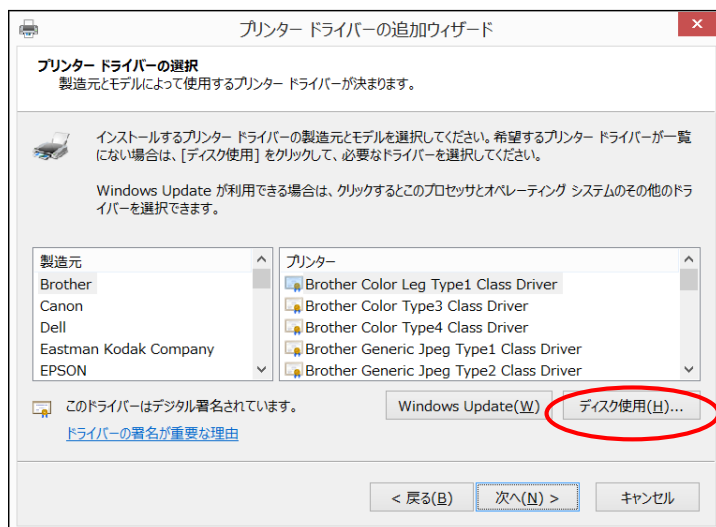 プリンター ドライバーの追加ウィザード
プリンター ドライバーの選択
製造元とモデルによって使用するプリンター ドライバーが決まります。
インストールするプリンター ドライバーの製造元とモデルを選択してください。希望するプリンター ドライバーが一覧
にない場合は、[ディスク使用] をクリックして、必要なドライバーを選択してください。
Windows Update が利用できる場合は、クリックするとこのプロセッサとオペレーティング システムのその他のドラ
イバーを選択できます。
製造元
Brother
Canon
Dell
Eastman Kodak Company
EPSON
プリンター
Brother Color Leg Type1 Class Driver
Brother Color Type3 Class Driver
Brother Color Type4 Class Driver
Brother Generic Jpeg Type1 Class Driver
Brother Generic Jpeg Type2 Class Driver
このドライバーはデジタル署名されています。
Windows Update(W)
ディスク使用(H)...
ドライバーの署名が重要な理由
< 戻る(B)
次へ(N) >
キャンセル